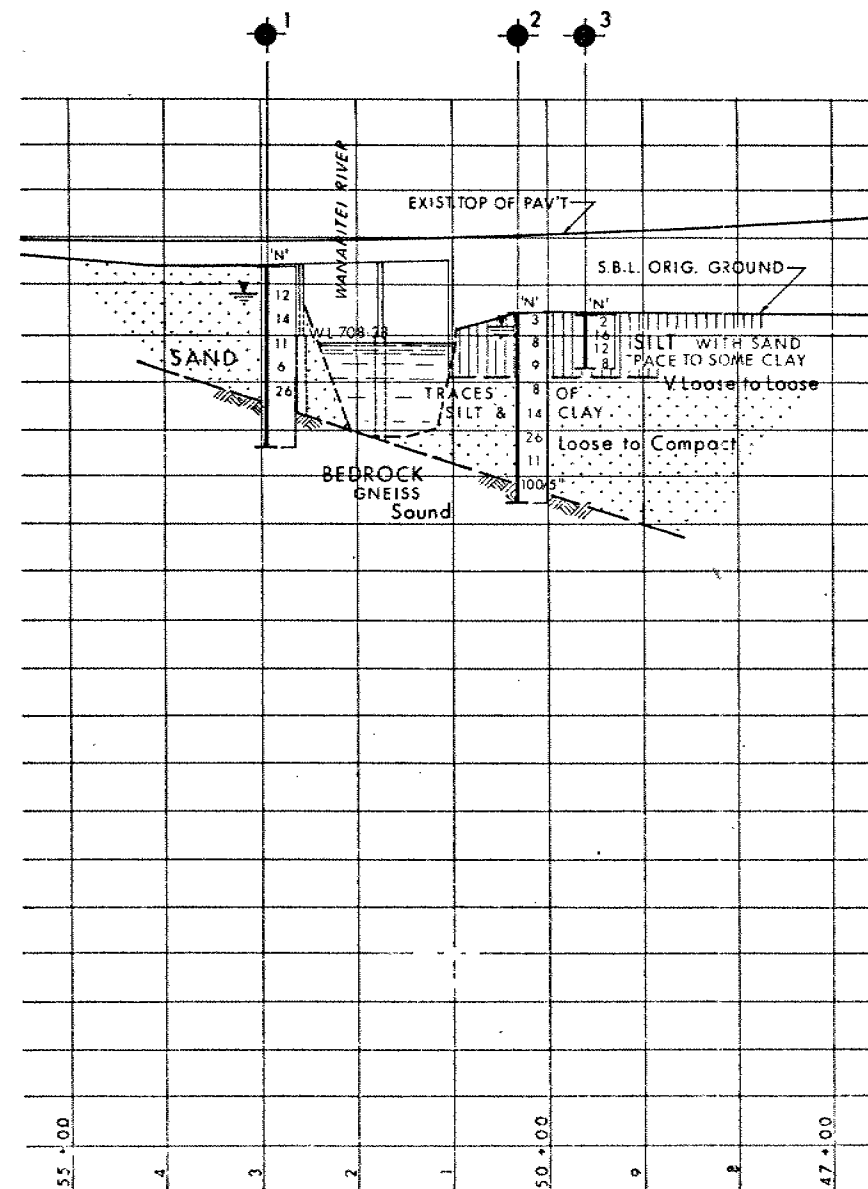 1
2
3
WANAPITEI RIVER
EXIST. TOP OF PAV'T
S.B.L. ORIG. GROUND
'N'
12
14
11
6
26
SAND
W L 708.28
'N'
3
8
9
8
14
26
11
100/5"
'N'
2
16
12
8
SILT WITH SAND
TRACE TO SOME CLAY
V. Loose to Loose
TRACES OF
SILT & CLAY
Loose to Compact
BEDROCK
GNEISS
Sound
55 + 00
4
3
2
1
50 + 00
9
8
47 + 00